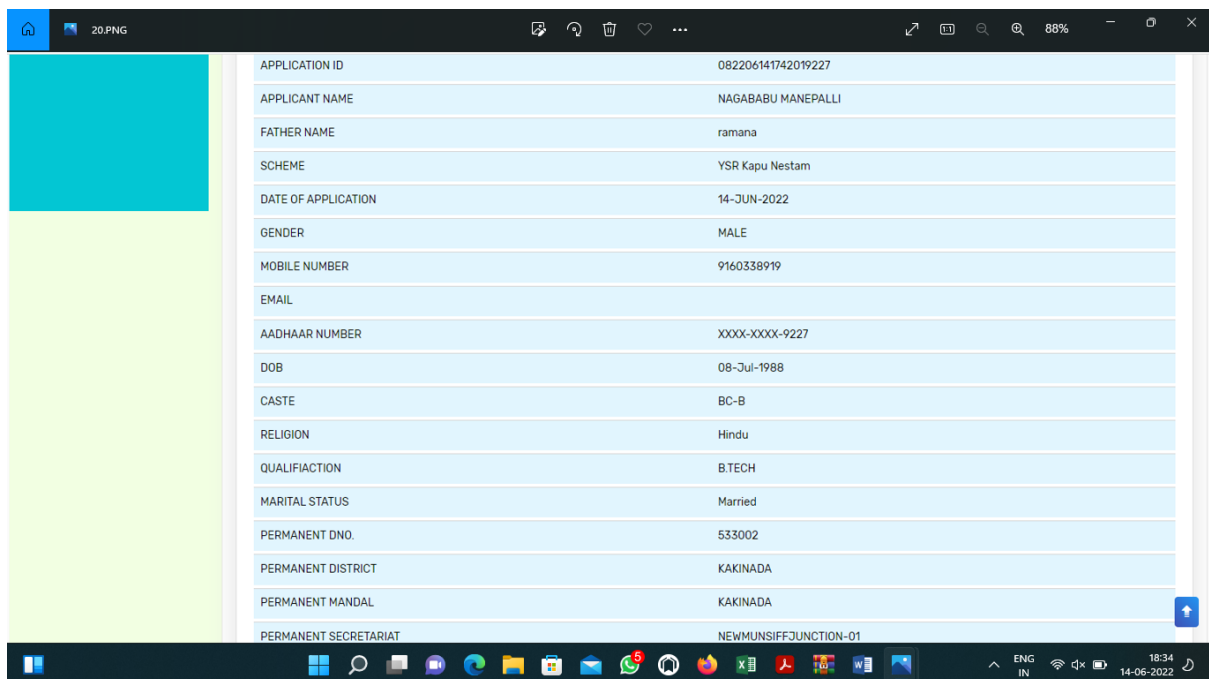 20.PNG
88%
APPLICATION ID 082206141742019227
APPLICANT NAME NAGABABU MANEPALLI
FATHER NAME ramana
SCHEME YSR Kapu Nestam
DATE OF APPLICATION 14-JUN-2022
GENDER MALE
MOBILE NUMBER 9160338919
EMAIL
AADHAAR NUMBER XXXX-XXXX-9227
DOB 08-Jul-1988
CASTE BC-B
RELIGION Hindu
QUALIFIACTION B.TECH
MARITAL STATUS Married
PERMANENT DNO. 533002
PERMANENT DISTRICT KAKINADA
PERMANENT MANDAL KAKINADA
PERMANENT SECRETARIAT NEWMUNSIFFJUNCTION-01
5
ENG 18:34
IN 14-06-2022